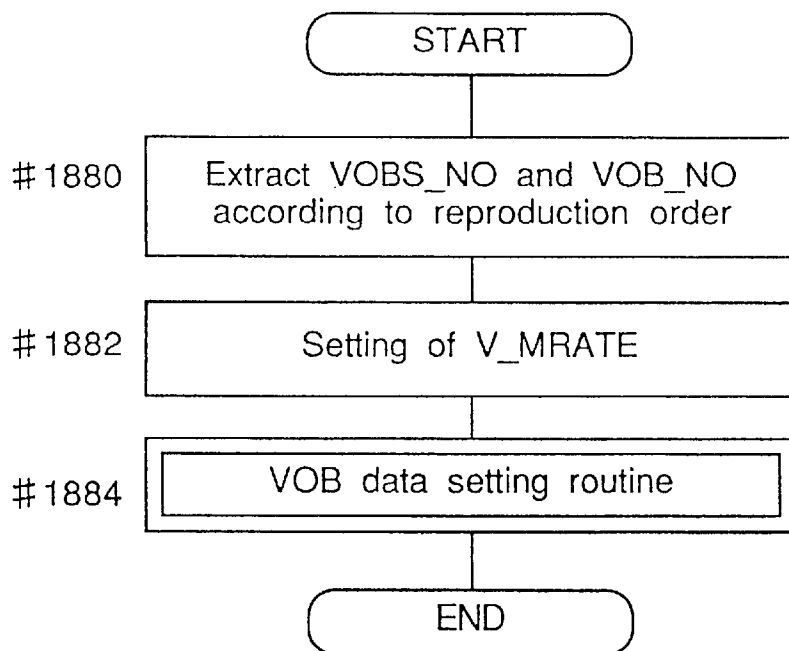 START
#1880
Extract VOBS_NO and VOB_NO
according to reproduction order
#1882
Setting of V_MRATE
#1884
VOB data setting routine
END